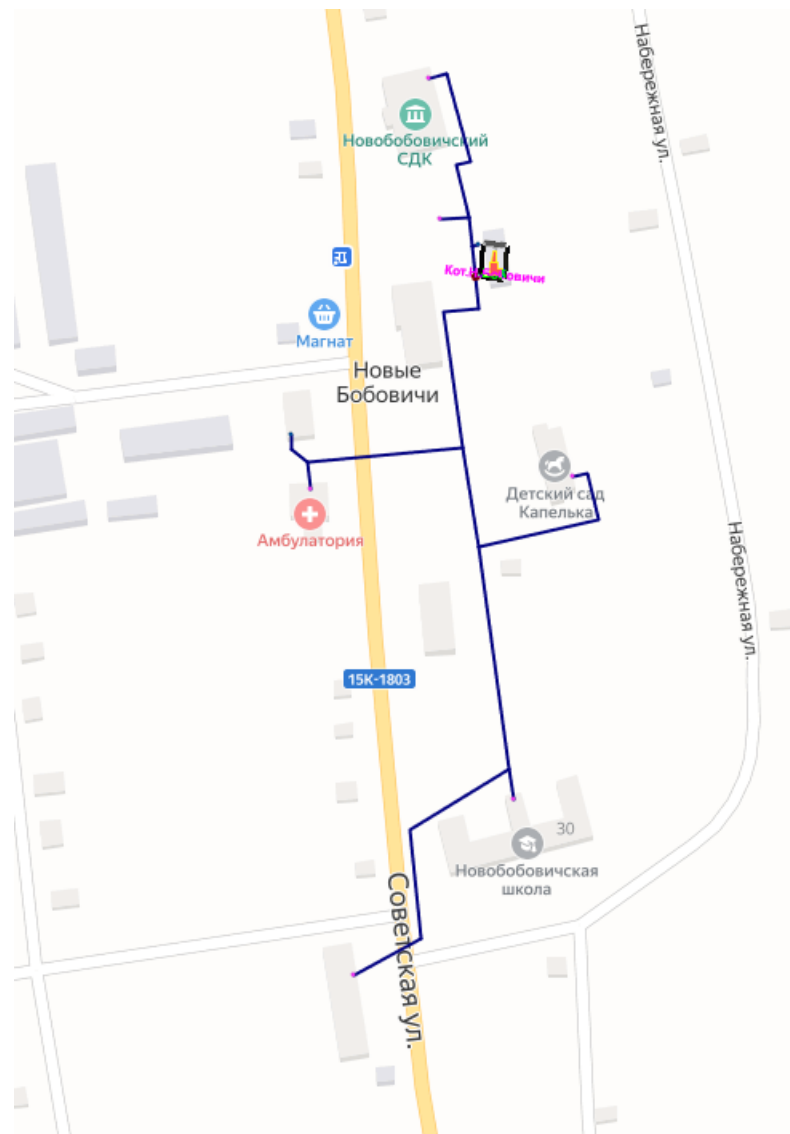 Набережная ул.
Новобобовичский
СДК
Магнат
Новые
Бобовичи
Детский сад
Капелька
Амбулатория
Набережная ул.
15К-1803
30
Новобобовичская
школа
Советская ул.